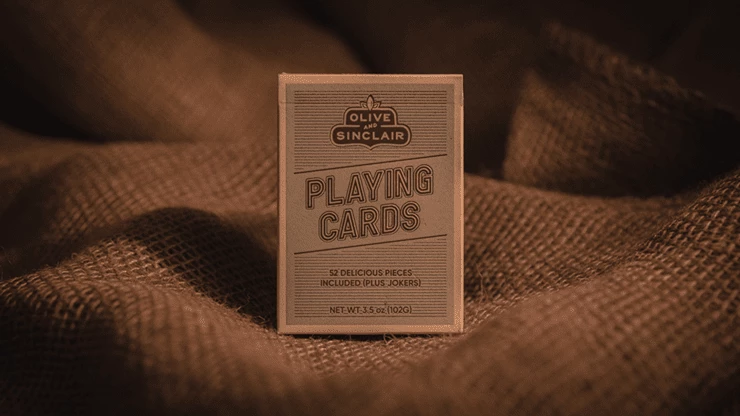 OLIVE
AND
SINCLAIR
PLAYING
CARDS
52 DELICIOUS PIECES
INCLUDED (PLUS JOKERS)
NET WT 3.5 oz (102G)